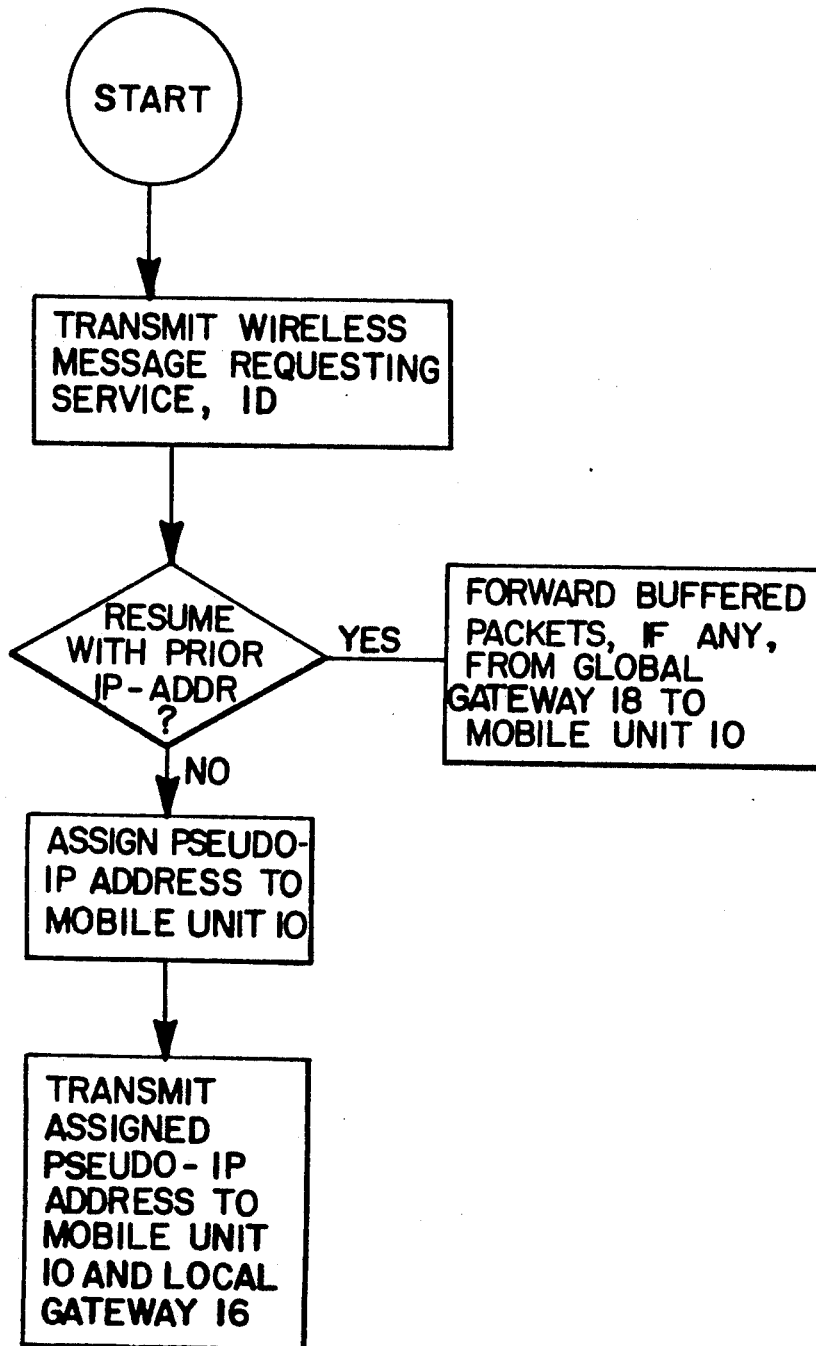 START
TRANSMIT WIRELESS
MESSAGE REQUESTING
SERVICE, ID
RESUME
WITH PRIOR
IP-ADDR
?
YES
FORWARD BUFFERED
PACKETS, IF ANY,
FROM GLOBAL
GATEWAY 18 TO
MOBILE UNIT 10
NO
ASSIGN PSEUDO-
IP ADDRESS TO
MOBILE UNIT 10
TRANSMIT
ASSIGNED
PSEUDO-IP
ADDRESS TO
MOBILE UNIT
10 AND LOCAL
GATEWAY 16